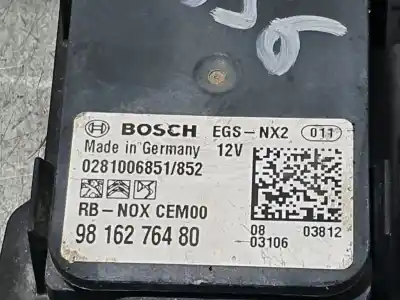 BOSCH EGS-NX2 011
Made in Germany 12V
0281006851/852
RB-NOX CEM00
98 162 764 80
08 03812
03106